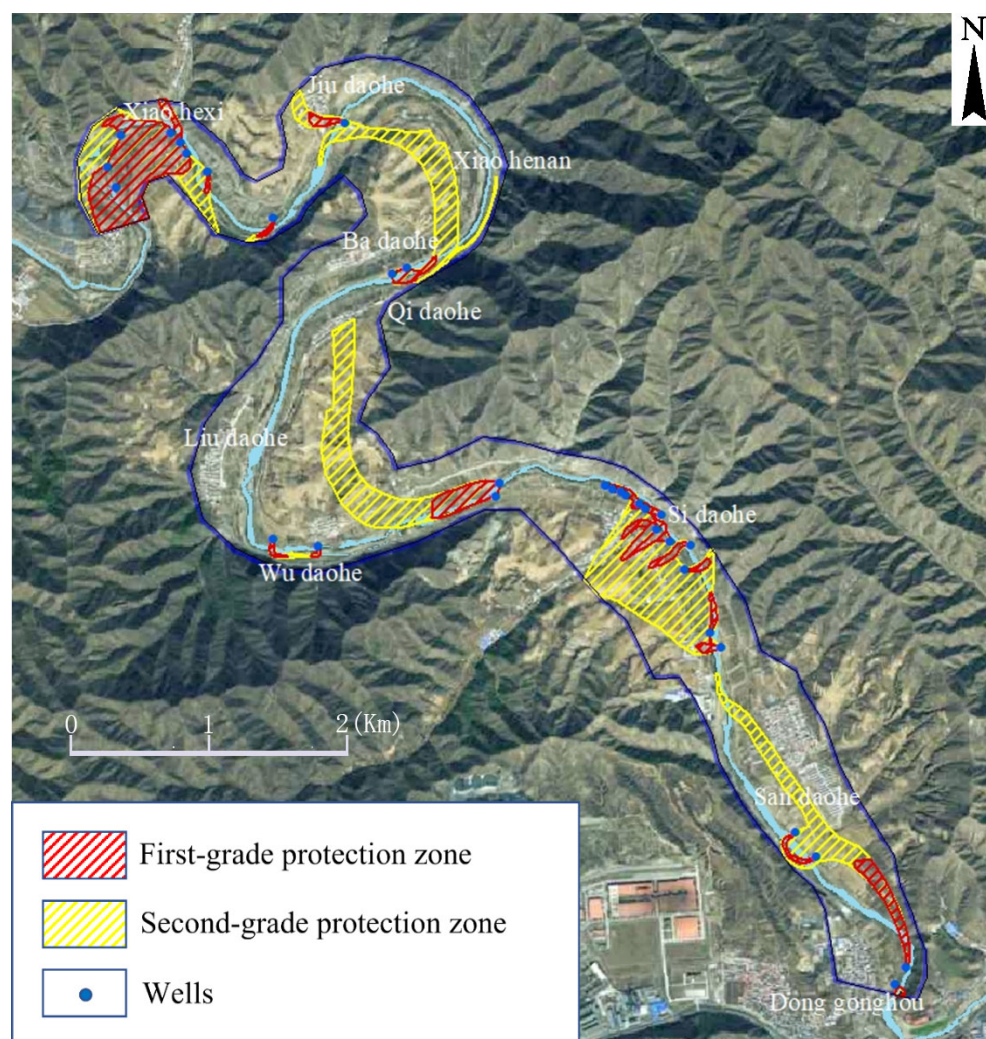 N
Jiu daohe
Xiao hexi
Xiao henan
Ba daohe
Qi daohe
Liu daohe
Si daohe
Wu daohe
0 1 2(Km)
San daohe
First-grade protection zone
Second-grade protection zone
Wells
Dong gonghou